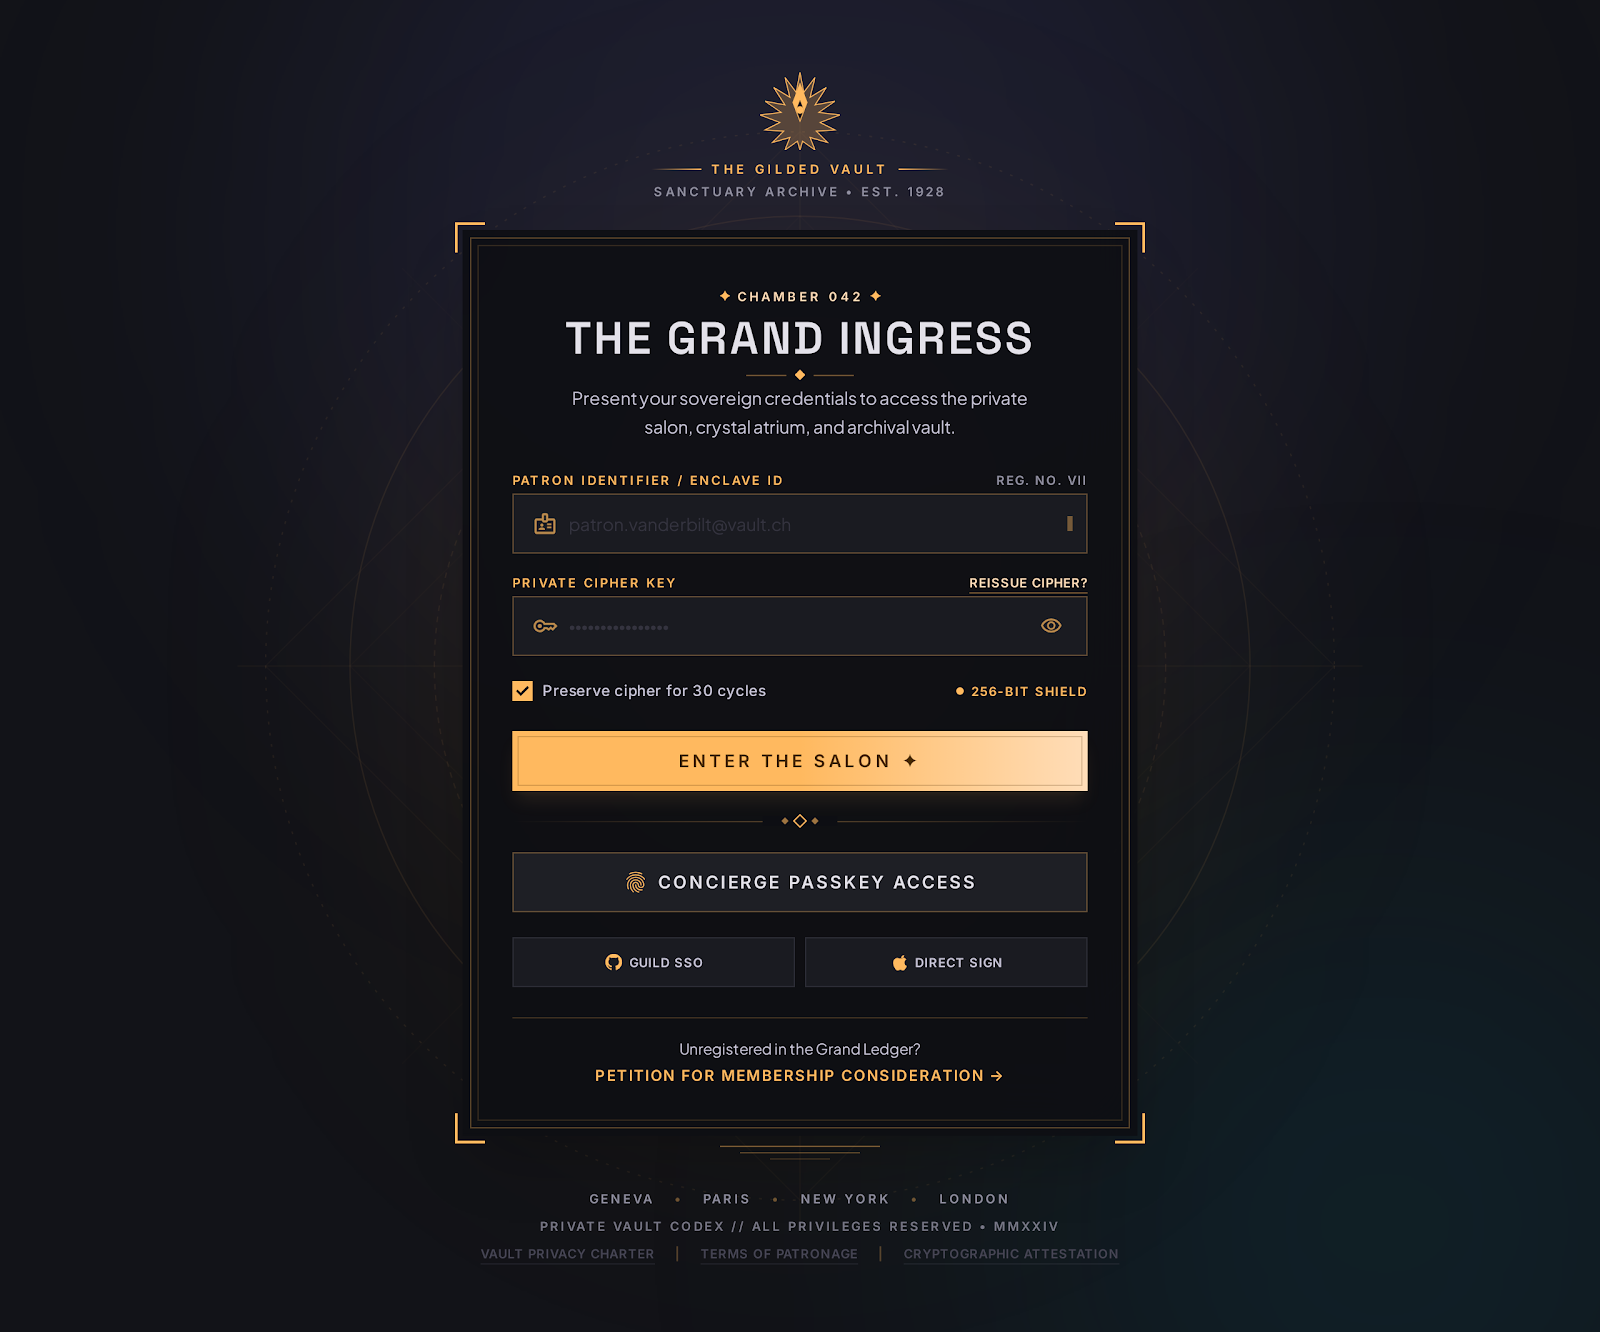 THE GILDED VAULT
SANCTUARY ARCHIVE • EST. 1928
✦ CHAMBER 042 ✦
THE GRAND INGRESS
Present your sovereign credentials to access the private
salon, crystal atrium, and archival vault.
PATRON IDENTIFIER / ENCLAVE ID REG. NO. VII
patron.vanderbilt@vault.ch
PRIVATE CIPHER KEY REISSUE CIPHER?
••••••••••••••••
Preserve cipher for 30 cycles ● 256-BIT SHIELD
ENTER THE SALON ✦
CONCIERGE PASSKEY ACCESS
GUILD SSO DIRECT SIGN
Unregistered in the Grand Ledger?
PETITION FOR MEMBERSHIP CONSIDERATION →
GENEVA • PARIS • NEW YORK • LONDON
PRIVATE VAULT CODEX // ALL PRIVILEGES RESERVED • MMXXIV
VAULT PRIVACY CHARTER | TERMS OF PATRONAGE | CRYPTOGRAPHIC ATTESTATION